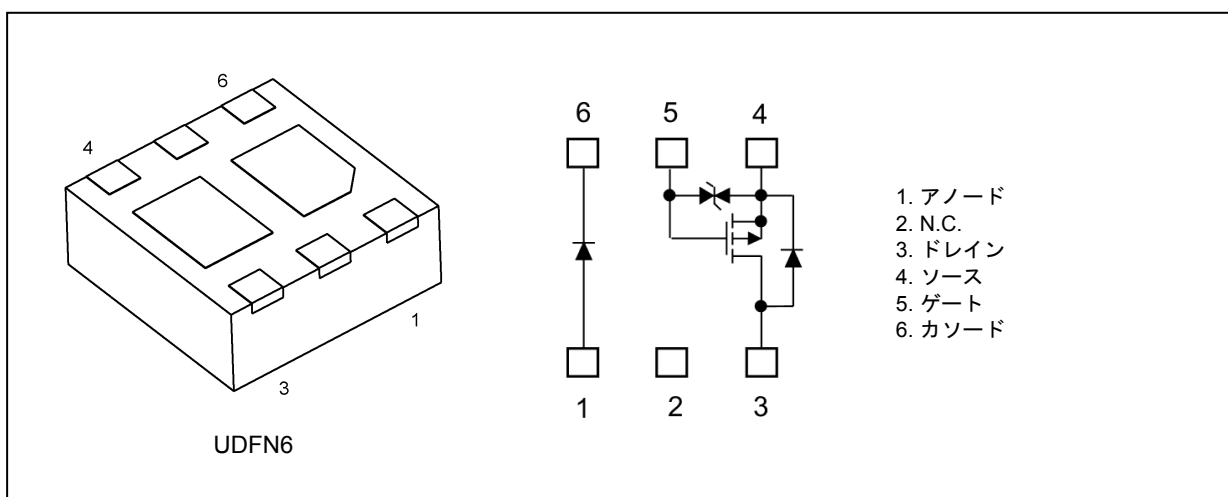 6
4
1
3
UDFN6
6 5 4
1 2 3
1. アノード
2. N.C.
3. ドレイン
4. ソース
5. ゲート
6. カソード